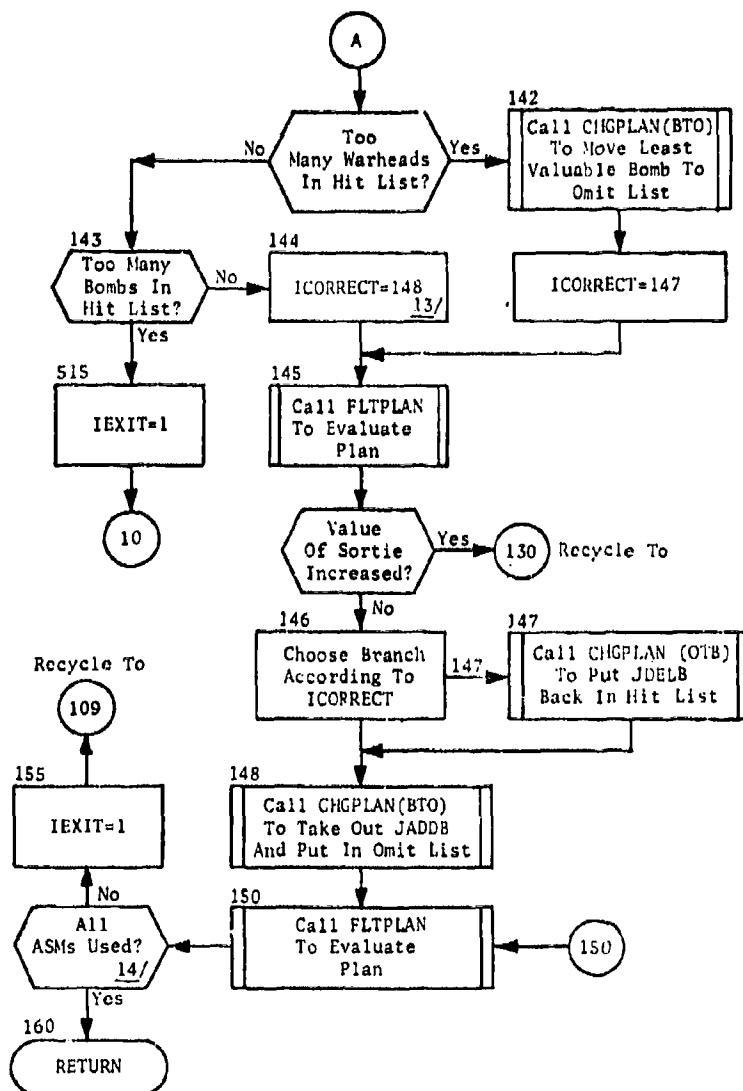 A
Too
Many Warheads
In Hit List?
No
Yes
142
Call CHGPLAN(BTO)
To Move Least
Valuable Bomb To
Omit List
143
Too Many
Bombs In
Hit List?
No
Yes
144
ICORRECT=148
13/
ICORRECT=147
515
IEXIT=1
10
145
Call FLTPLAN
To Evaluate
Plan
Value
Of Sortie
Increased?
Yes
130 Recycle To
No
146
Choose Branch
According To
ICORRECT
147
147
Call CHGPLAN (OTB)
To Put JDELB
Back In Hit List
Recycle To
109
155
IEXIT=1
148
Call CHGPLAN(BTO)
To Take Out JADDB
And Put In Omit List
No
All
ASMs Used?
14/
150
Call FLTPLAN
To Evaluate
Plan
150
Yes
160
RETURN